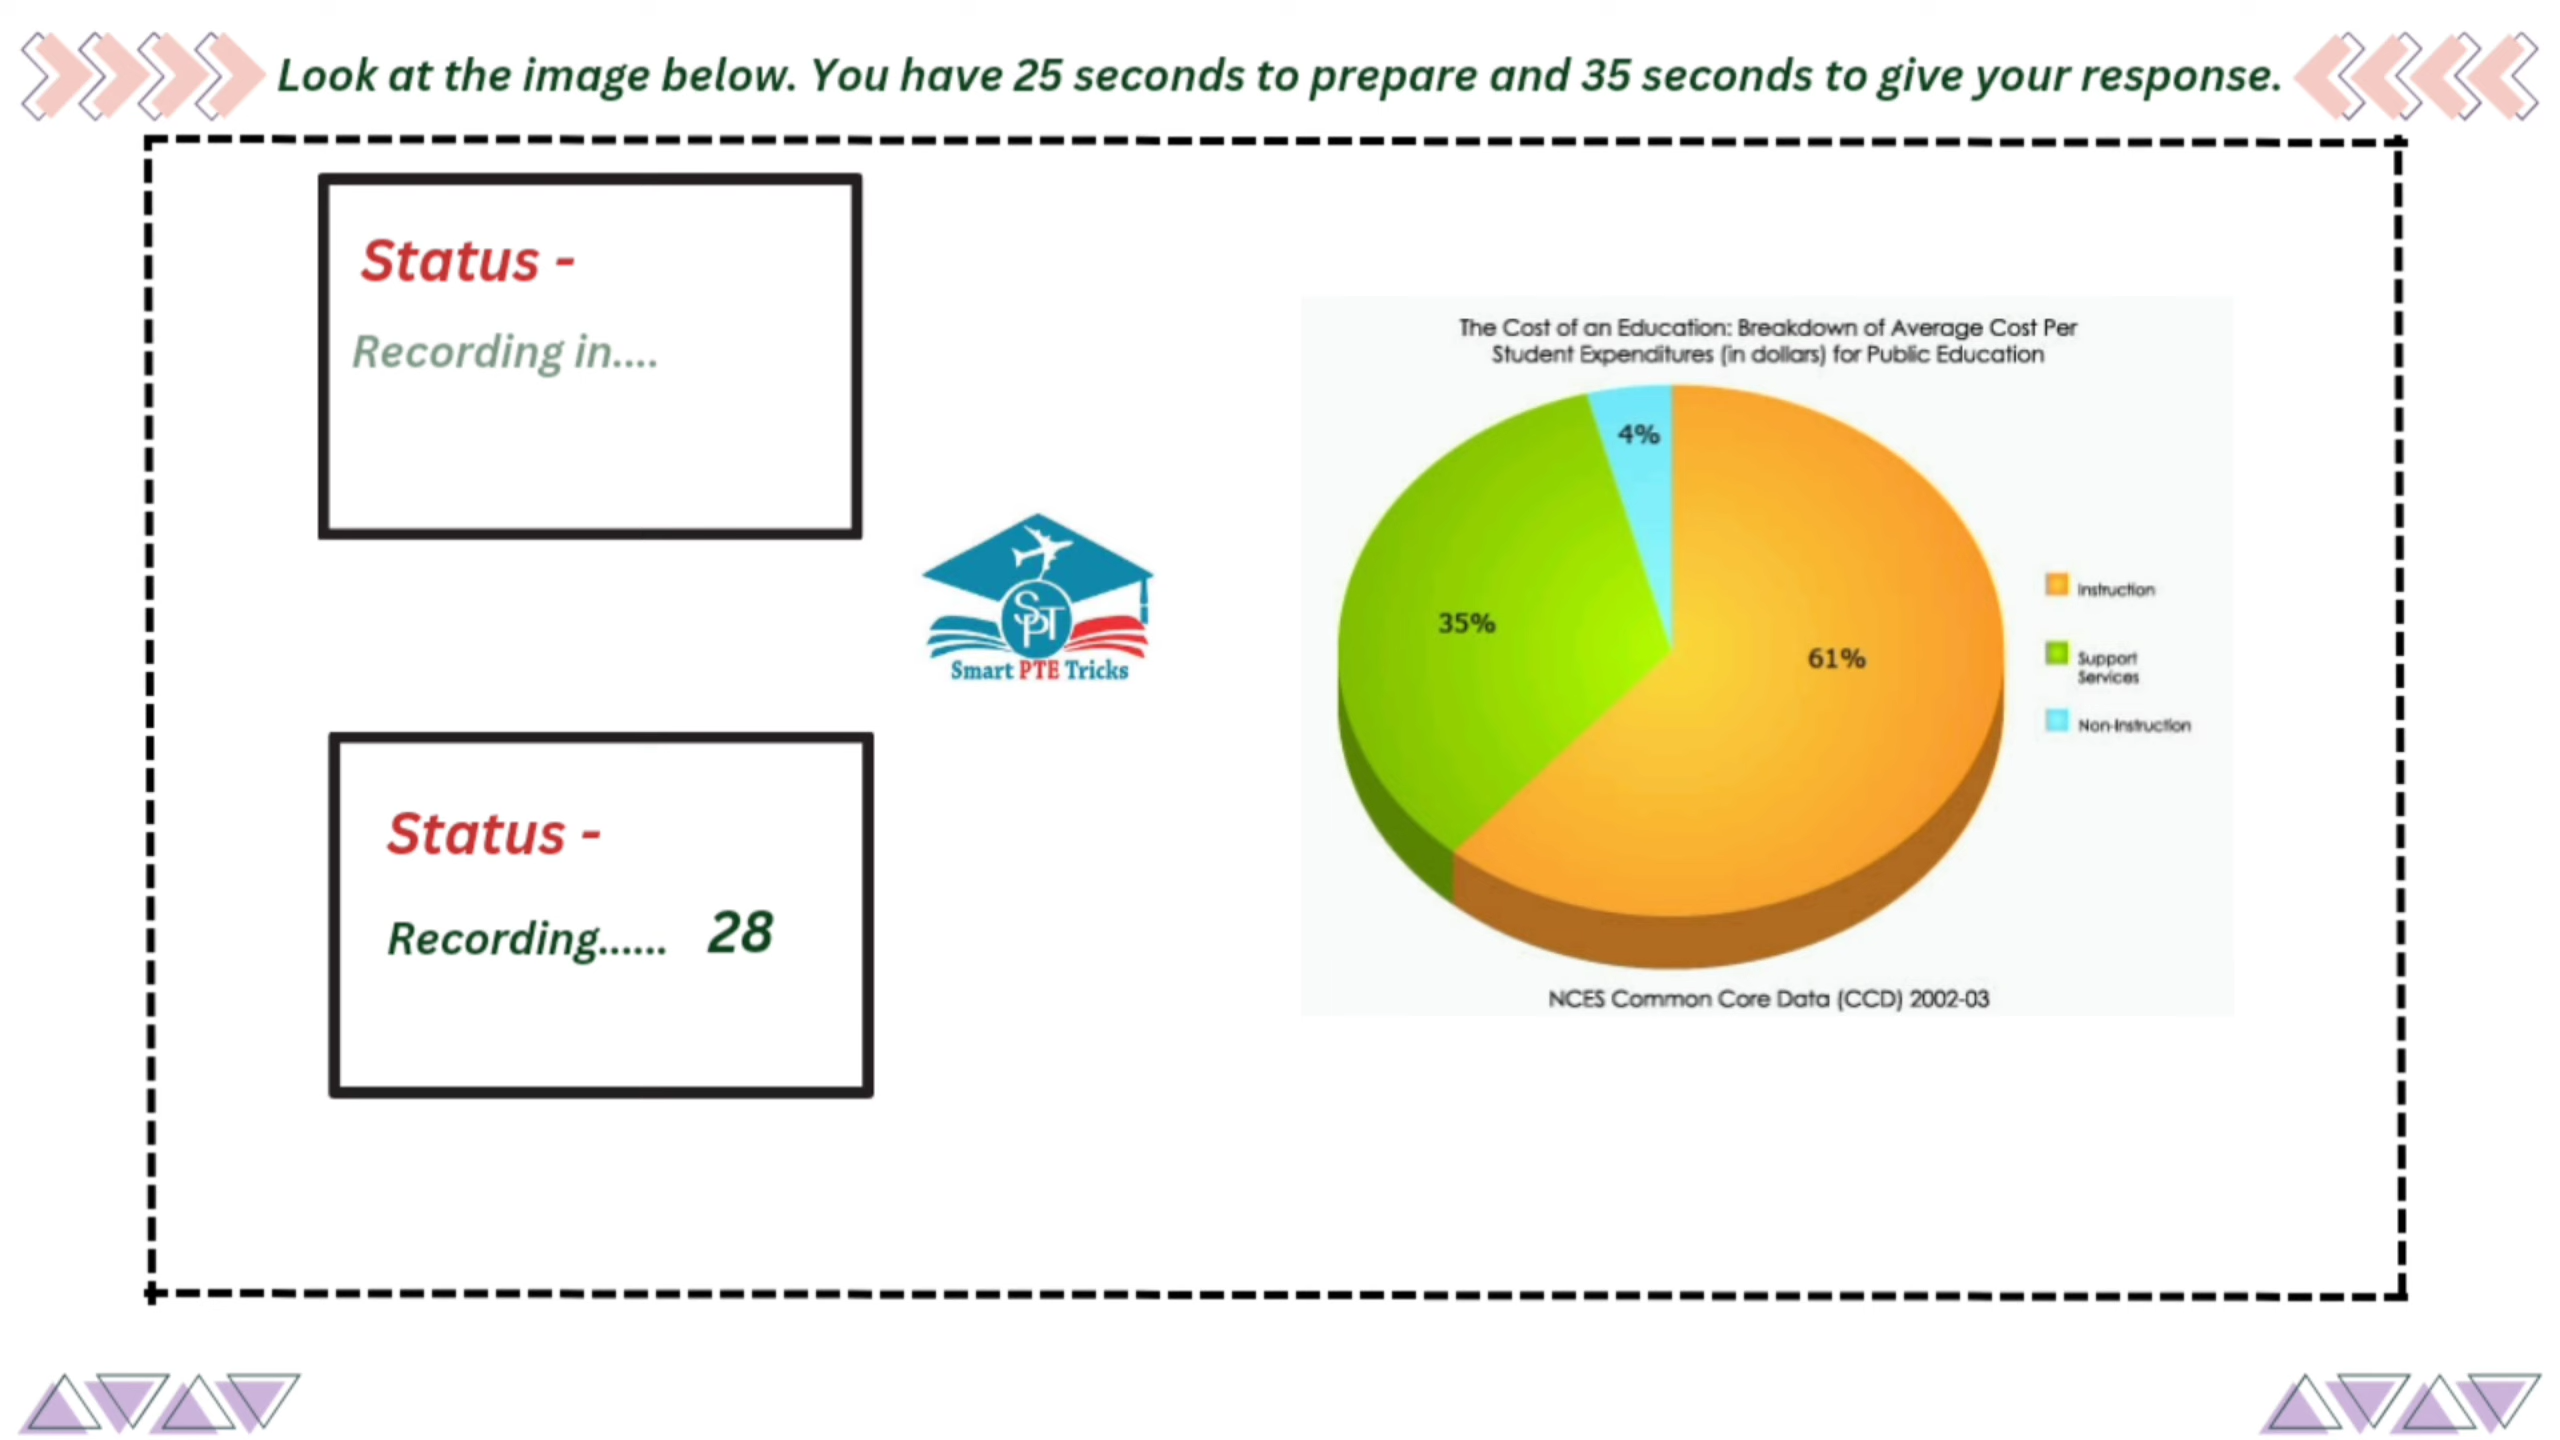 Look at the image below. You have 25 seconds to prepare and 35 seconds to give your response.
Status -
Recording in....
SPT
Smart PTE Tricks
Status -
Recording...... 28
The Cost of an Education: Breakdown of Average Cost Per
Student Expenditures (in dollars) for Public Education
4%
35%
61%
Instruction
Support
Services
Non-Instruction
NCES Common Core Data (CCD) 2002-03